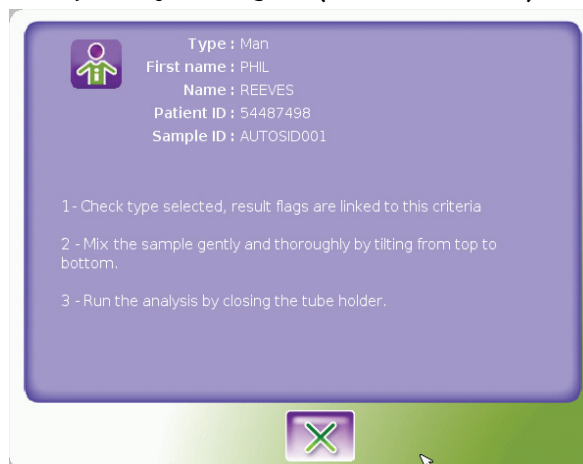 Type : Man
First name : PHIL
Name : REEVES
Patient ID : 54487498
Sample ID : AUTOSID001
1- Check type selected, result flags are linked to this criteria
2 - Mix the sample gently and thoroughly by tilting from top to
bottom.
3 - Run the analysis by closing the tube holder.